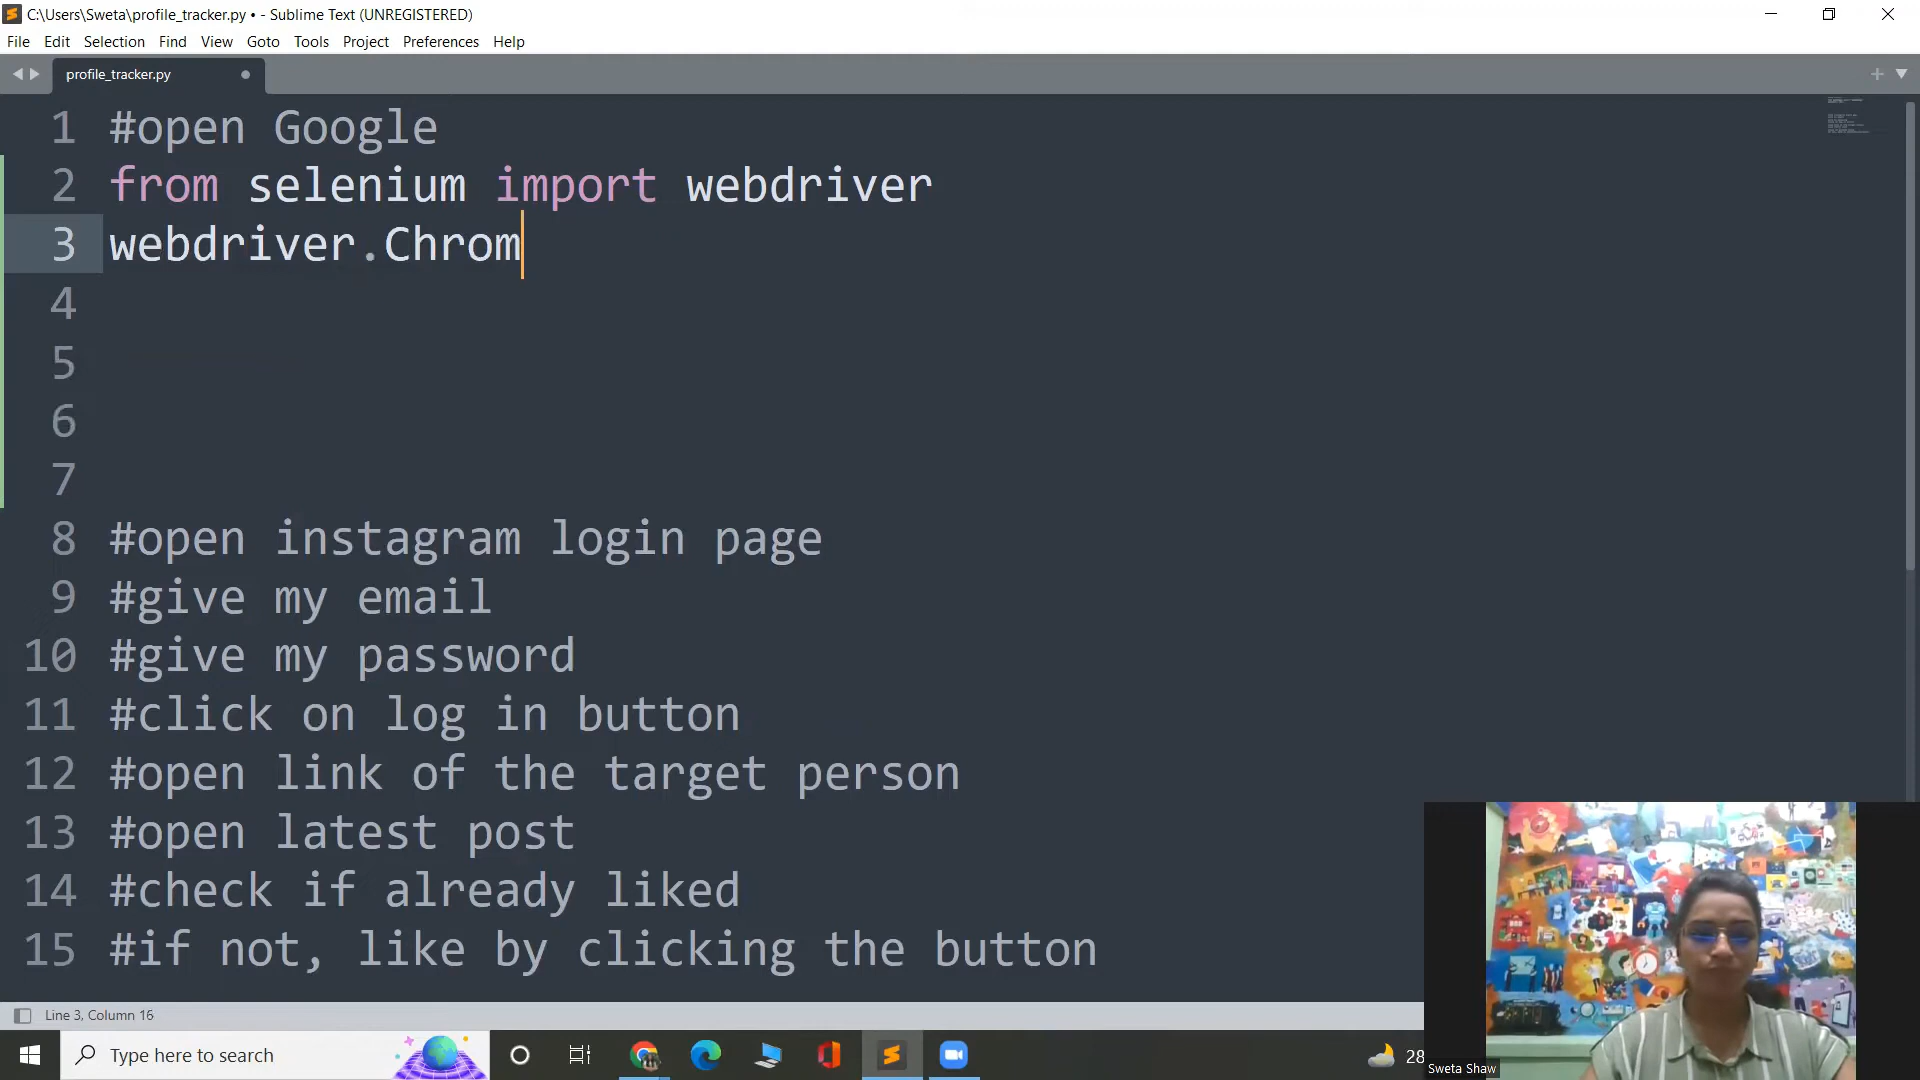 C:\Users\Sweta\profile_tracker.py • - Sublime Text (UNREGISTERED)
File Edit Selection Find View Goto Tools Project Preferences Help
profile_tracker.py
1 #open Google
2 from selenium import webdriver
3 webdriver.Chrom
4
5
6
7
8 #open instagram login page
9 #give my email
10 #give my password
11 #click on log in button
12 #open link of the target person
13 #open latest post
14 #check if already liked
15 #if not, like by clicking the button
Line 3, Column 16
Type here to search
28
Sweta Shaw